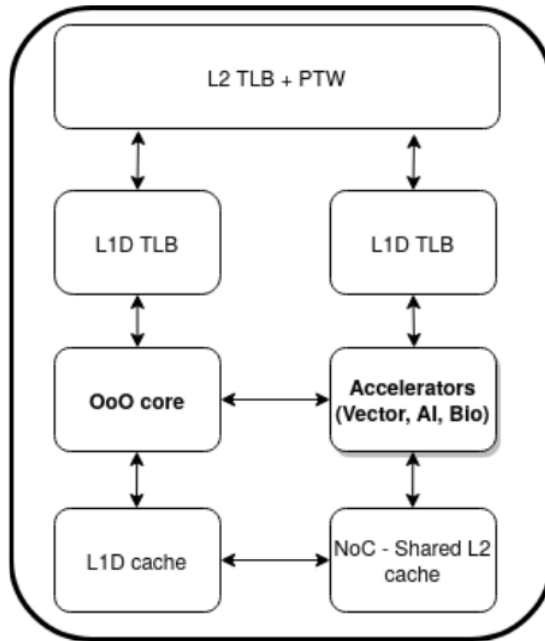 L2 TLB + PTW
L1D TLB
L1D TLB
OoO core
Accelerators
(Vector, AI, Bio)
L1D cache
NoC - Shared L2
cache